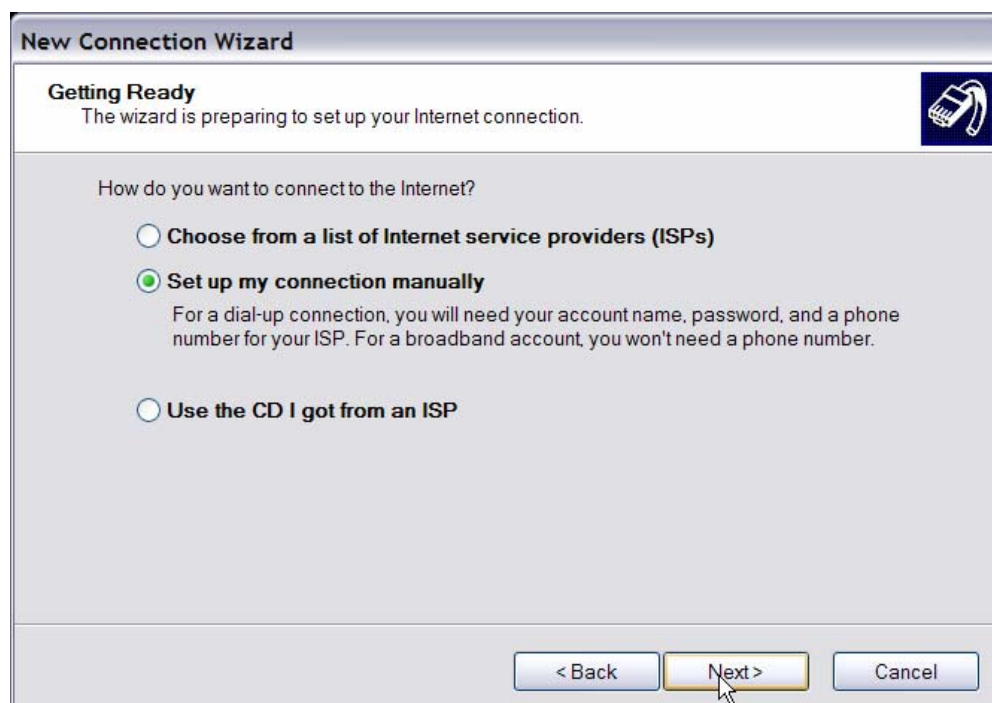 New Connection Wizard
Getting Ready
The wizard is preparing to set up your Internet connection.
How do you want to connect to the Internet?
Choose from a list of Internet service providers (ISPs)
Set up my connection manually
For a dial-up connection, you will need your account name, password, and a phone
number for your ISP. For a broadband account, you won't need a phone number.
Use the CD I got from an ISP
< Back Next > Cancel